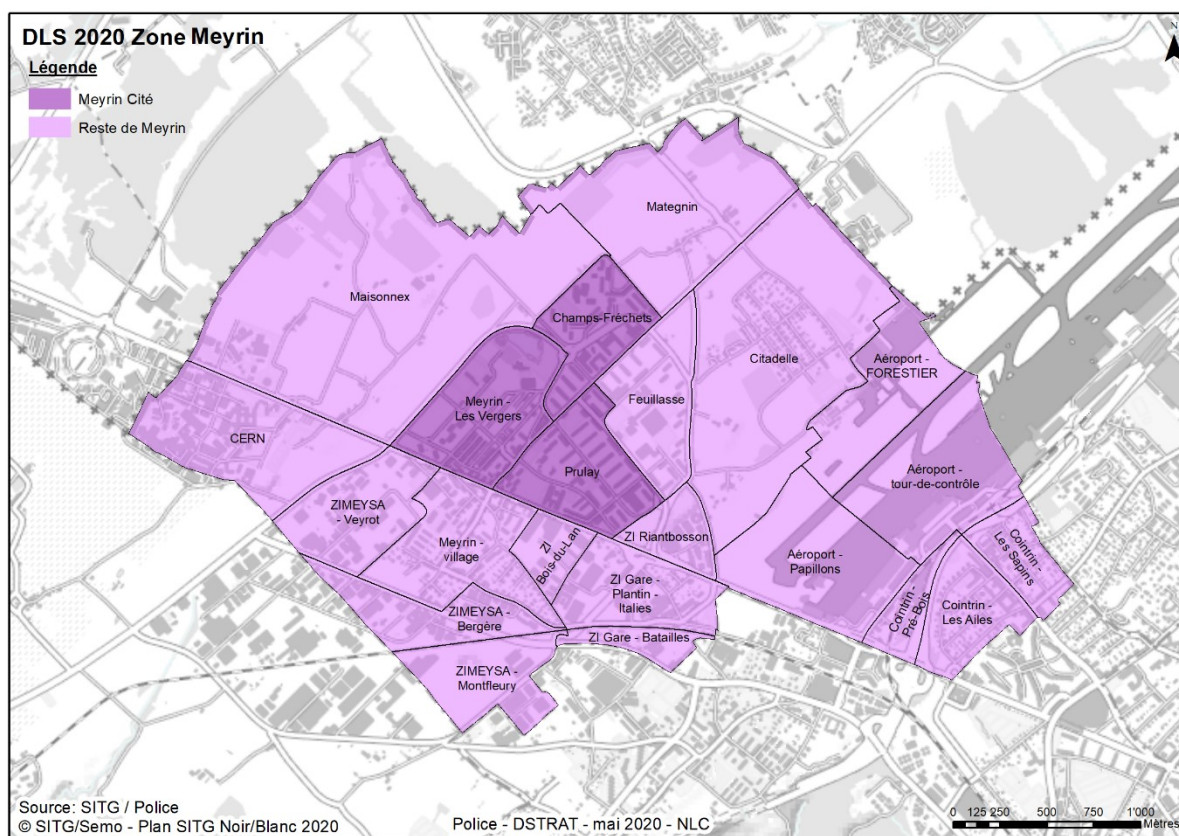 DLS 2020 Zone Meyrin
Légende
Meyrin Cité
Reste de Meyrin
N
Mategnin
Maisonnex
Champs-Fréchets
Citadelle
Aéroport -
FORESTIER
Meyrin -
Les Vergers
Feuillasse
CERN
Prulay
Aéroport -
tour-de-contrôle
ZIMEYSA
- Veyrot
Meyrin -
village
ZI
Bois-du-Lan
ZI Riantbosson
Aéroport -
Papillons
Cointrin -
Les Sapins
ZI Gare -
Plantin -
Italies
Cointrin -
Pré-Bois
Cointrin -
Les Ailes
ZIMEYSA -
Bergère
ZI Gare - Batailles
ZIMEYSA -
Montfleury
Source: SITG / Police
© SITG/Semo - Plan SITG Noir/Blanc 2020
Police - DSTRAT - mai 2020 - NLC
0 125 250 500 750 1'000
Mètres